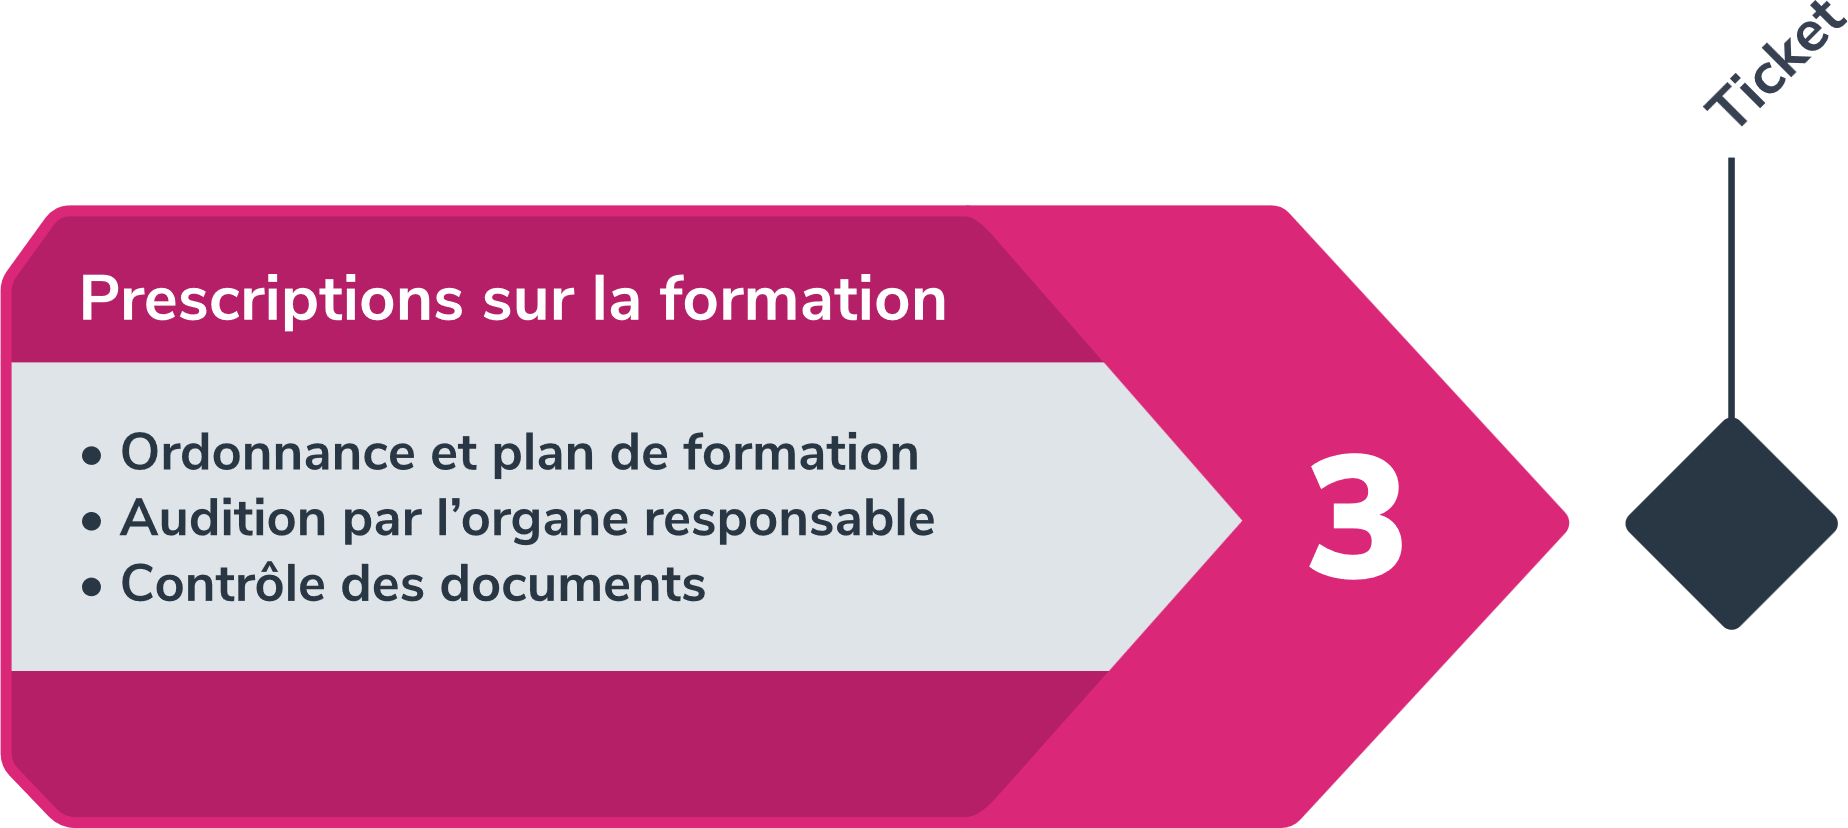 Ticket
Prescriptions sur la formation
• Ordonnance et plan de formation
• Audition par l’organe responsable
• Contrôle des documents
3